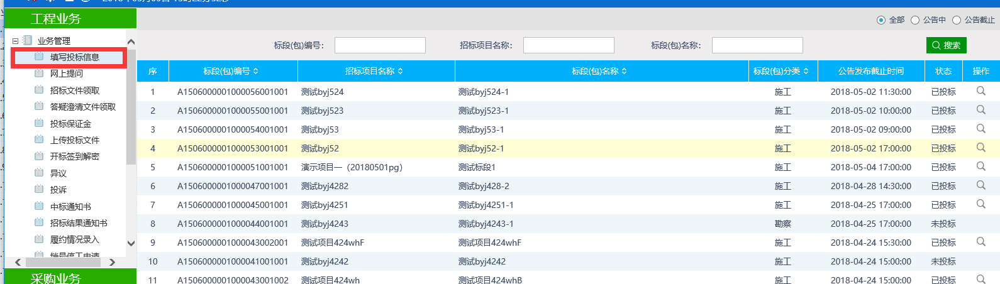 工程业务
全部 公告中 公告截止
业务管理
填写投标信息
网上提问
招标文件领取
答疑澄清文件领取
投标保证金
上传投标文件
开标签到解密
异议
投诉
中标通知书
招标结果通知书
履约情况录入
采购业务
标段(包)编号： 招标项目名称： 标段(包)名称： 搜索
序 标段(包)编号 招标项目名称 标段(包)名称 标段(包)分类 公告发布截止时间 状态 操作
1 A1506000001000056001001 测试byj524 测试byj524-1 施工 2018-05-02 11:30:00 已投标
2 A1506000001000055001001 测试byj523 测试byj523-1 施工 2018-05-02 10:00:00 已投标
3 A1506000001000054001001 测试byj53 测试byj53-1 施工 2018-05-02 09:00:00 已投标
4 A1506000001000053001001 测试byj52 测试byj52-1 施工 2018-05-02 17:00:00 已投标
5 A1506000001000051001001 演示项目一（20180501pg） 测试标段1 施工 2018-05-04 17:00:00 已投标
6 A1506000001000047001001 测试byj4282 测试byj428-2 施工 2018-04-28 14:30:00 已投标
7 A1506000001000045001001 测试byj4251 测试byj4251-1 施工 2018-04-25 17:00:00 已投标
8 A1506000001000044001001 测试byj4243 测试byj4243-1 勘察 2018-04-25 17:00:00 未投标
9 A1506000001000043002001 测试项目424whF 测试项目424whF 施工 2018-04-24 15:30:00 已投标
10 A1506000001000041001001 测试byj4242 测试byj4242 施工 2018-04-24 15:00:00 未投标
11 A1506000001000043001002 测试项目424wh 测试项目424whB 施工 2018-04-24 15:00:00 已投标